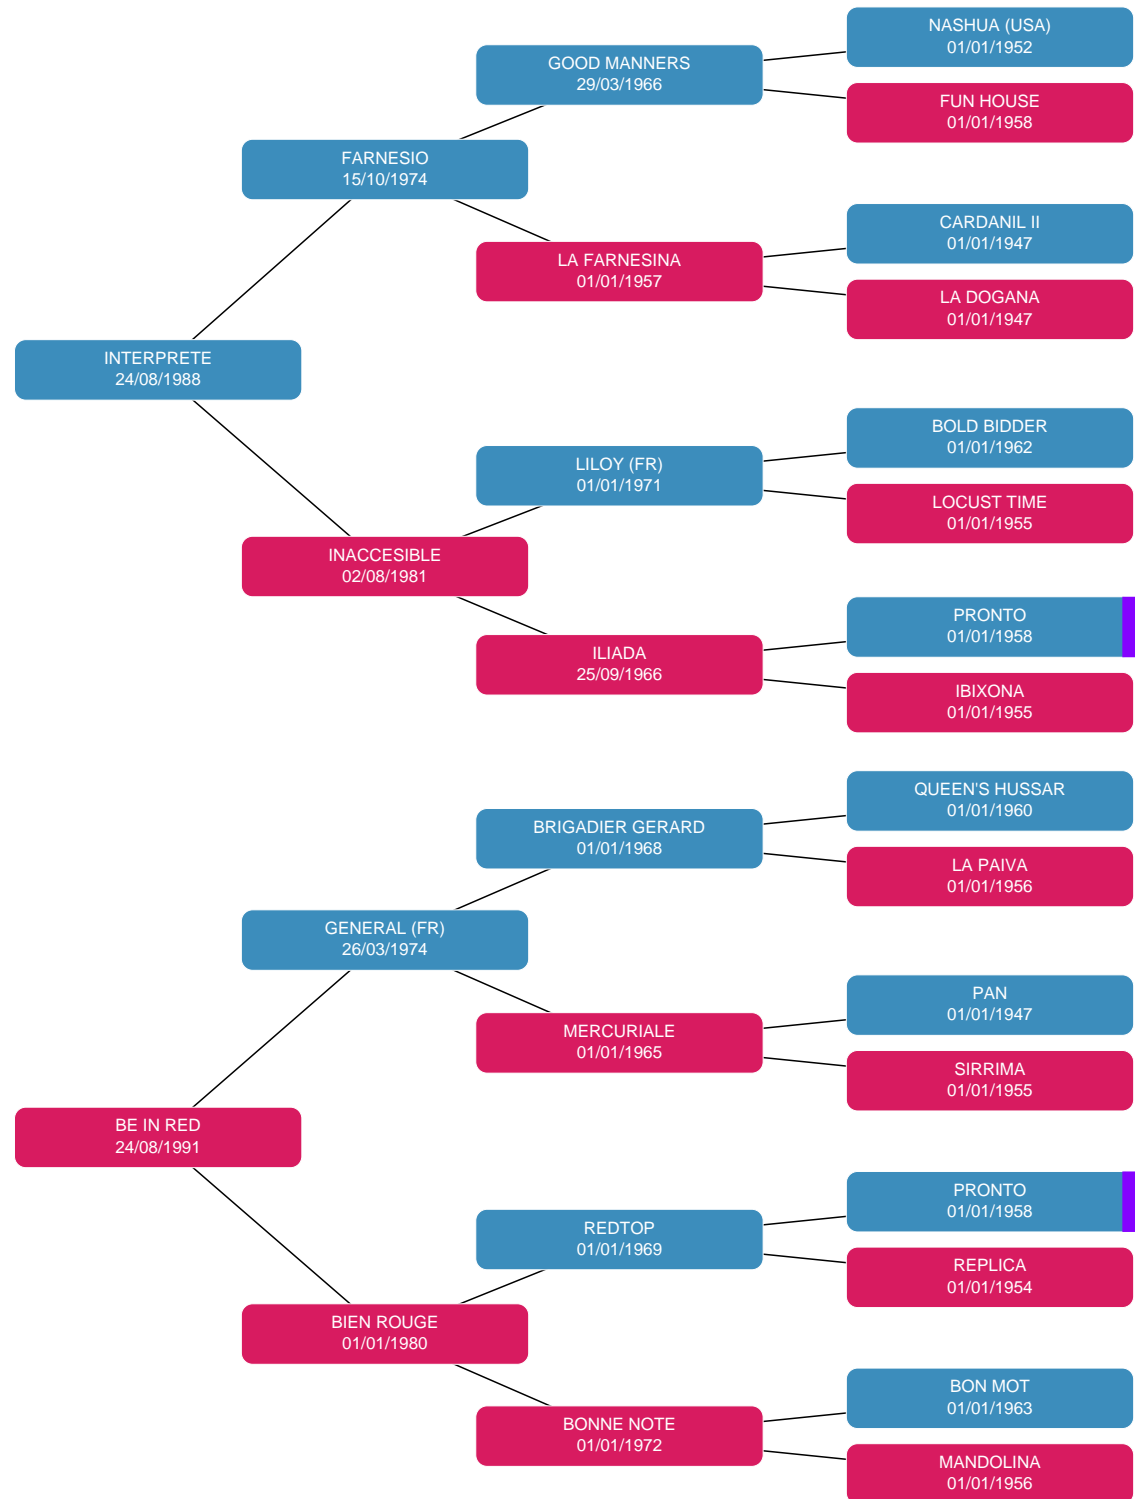 NASHUA (USA)
01/01/1952
GOOD MANNERS
29/03/1966
FUN HOUSE
01/01/1958
FARNESIO
15/10/1974
CARDANIL II
01/01/1947
LA FARNESINA
01/01/1957
LA DOGANA
01/01/1947
INTERPRETE
24/08/1988
BOLD BIDDER
01/01/1962
LILOY (FR)
01/01/1971
LOCUST TIME
01/01/1955
INACCESIBLE
02/08/1981
PRONTO
01/01/1958
ILIADA
25/09/1966
IBIXONA
01/01/1955
QUEEN'S HUSSAR
01/01/1960
BRIGADIER GERARD
01/01/1968
LA PAIVA
01/01/1956
GENERAL (FR)
26/03/1974
PAN
01/01/1947
MERCURIALE
01/01/1965
SIRRIMA
01/01/1955
BE IN RED
24/08/1991
PRONTO
01/01/1958
REDTOP
01/01/1969
REPLICA
01/01/1954
BIEN ROUGE
01/01/1980
BON MOT
01/01/1963
BONNE NOTE
01/01/1972
MANDOLINA
01/01/1956